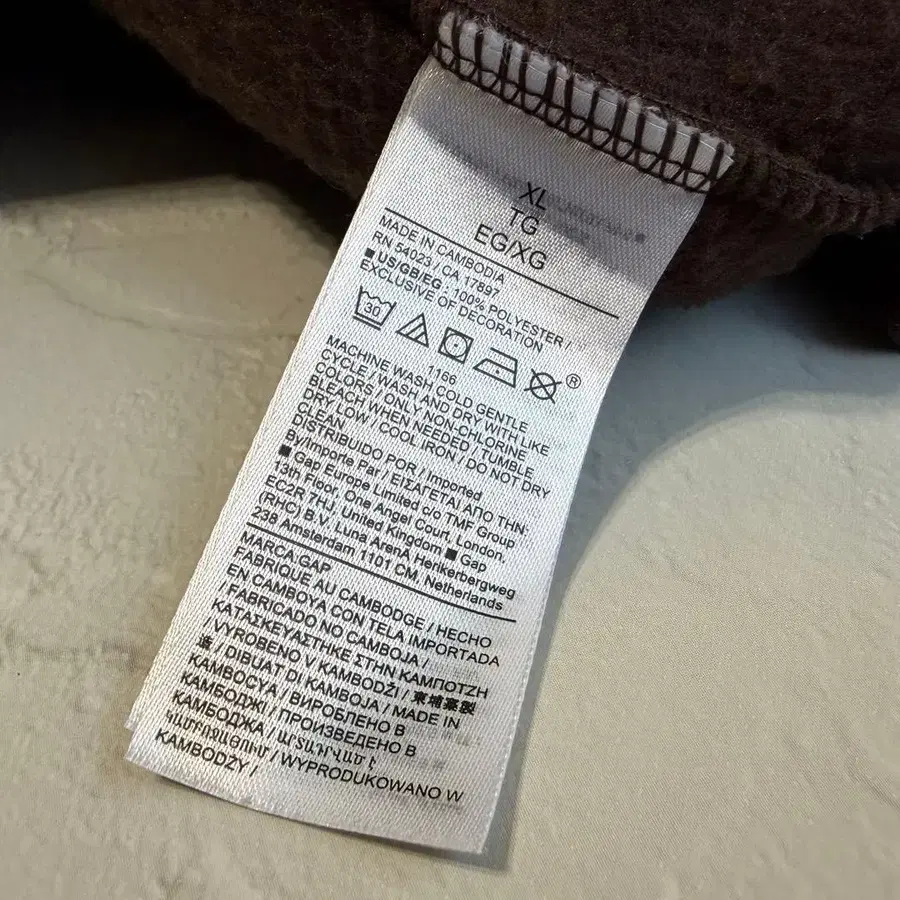 XL
TG
EG/XG
MADE IN CAMBODIA
RN 54023 / CA 17897
■ US/GB/EG : 100% POLYESTER /
EXCLUSIVE OF DECORATION
30
®
1166
MACHINE WASH COLD GENTLE
CYCLE / WASH AND DRY WITH LIKE
COLORS / ONLY NON-CHLORINE
BLEACH WHEN NEEDED / TUMBLE
DRY LOW / COOL IRON / DO NOT DRY
CLEAN
DISTRIBUIDO POR / Imported
By/Importe Par / ΕΙΣΑΓΕΤΑΙ ΑΠΟ ΤΗΝ:
■ Gap Europe Limited c/o TMF Group
13th Floor, One Angel Court, London,
EC2R 7HJ, United Kingdom ■ Gap
(RHC) B.V. Luna ArenA Herikerbergweg
238 Amsterdam 1101 CM, Netherlands
MARCA.GAP
FABRIQUE AU CAMBODGE / HECHO
EN CAMBOYA CON TELA IMPORTADA
/ FABRICADO NO CAMBOJA /
ΚΑΤΑΣΚΕΥΑΣΤΗΚΕ ΣΤΗΝ ΚΑΜΠΟΤΖΗ
/ VYROBENO V KAMBODŽI / 柬埔寨製
造 / DIBUAT DI KAMBOJA / MADE IN
КАМБОСУА / ВИРОБЛЕНО В
КАМБОДЖІ / ПРОИЗВЕДЕНО В
КАМБОДЖА / ԱՐՏԱԴՐՎԱԾ Է
ԿԱՄԲՈՋԱՅՈՒՄ / WYPRODUKOWANO W
KAMBODŻY /